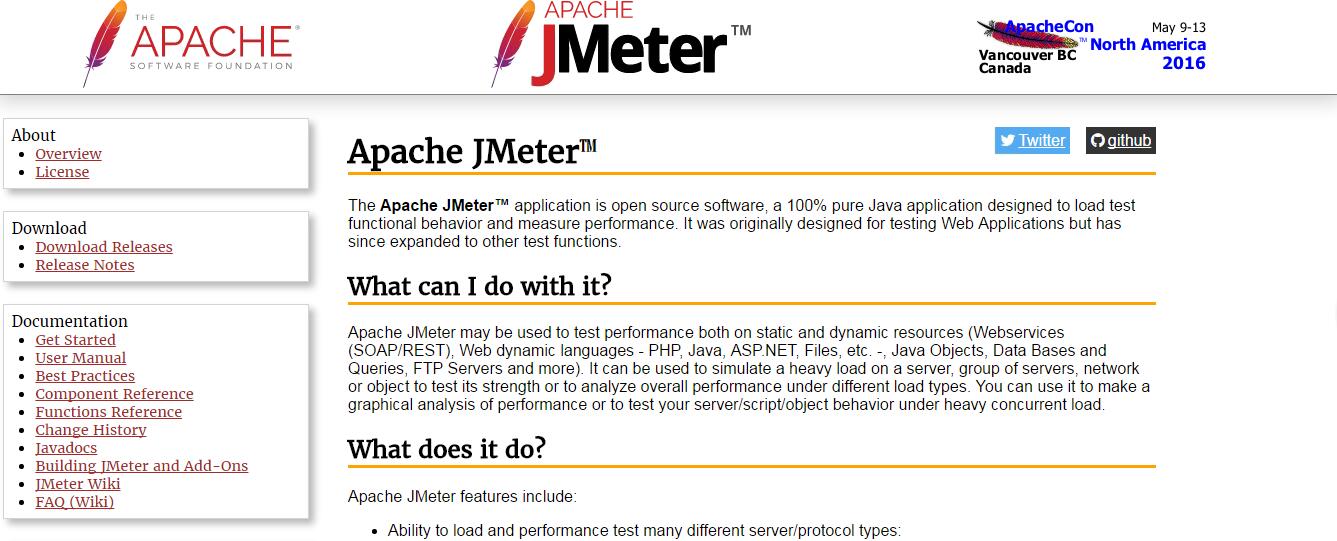 THE
APACHE®
SOFTWARE FOUNDATION
APACHE
JMeter™
ApacheCon
™
Vancouver BC
Canada
May 9-13
North America
2016
About
• Overview
• License
Download
• Download Releases
• Release Notes
Documentation
• Get Started
• User Manual
• Best Practices
• Component Reference
• Functions Reference
• Change History
• Javadocs
• Building JMeter and Add-Ons
• JMeter Wiki
• FAQ (Wiki)
Apache JMeter™
Twitter
github
The Apache JMeter™ application is open source software, a 100% pure Java application designed to load test
functional behavior and measure performance. It was originally designed for testing Web Applications but has
since expanded to other test functions.
What can I do with it?
Apache JMeter may be used to test performance both on static and dynamic resources (Webservices
(SOAP/REST), Web dynamic languages - PHP, Java, ASP.NET, Files, etc. -, Java Objects, Data Bases and
Queries, FTP Servers and more). It can be used to simulate a heavy load on a server, group of servers, network
or object to test its strength or to analyze overall performance under different load types. You can use it to make a
graphical analysis of performance or to test your server/script/object behavior under heavy concurrent load.
What does it do?
Apache JMeter features include:
• Ability to load and performance test many different server/protocol types: